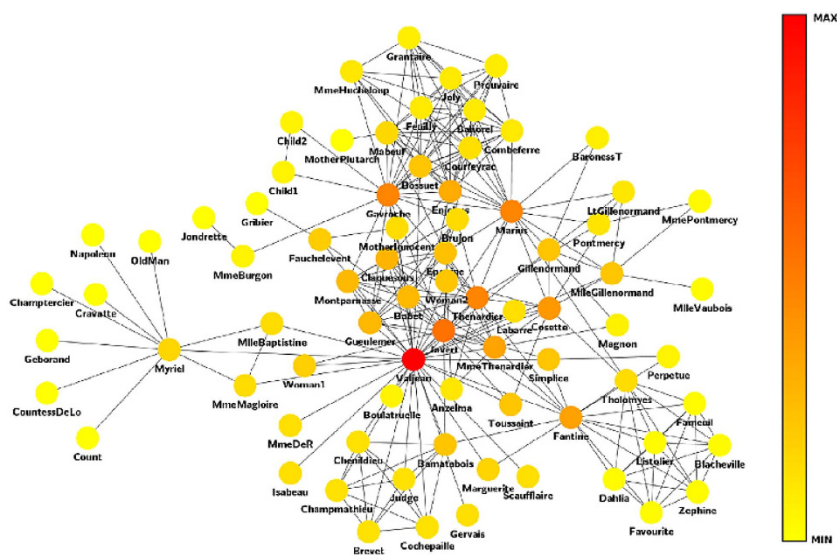 MAX
Grantaire
MmeHucheloup
Joly
Prouvaire
Feuilly
Bahorel
Child2
MotherPlutarch
Mabeuf
Courfeyrac
Combeferre
BaronessT
Child1
Bossuet
Gribier
Gavroche
Enjolras
Marius
LtGillenormand
MmePontmercy
Jondrette
MotherInnocent
Brujon
Pontmercy
Napoleon
OldMan
MmeBurgon
Fauchelevent
Claquesous
Eponine
Gillenormand
MlleGillenormand
Champtercier
Cravatte
Montparnasse
Babet
Woman2
Thenardier
Labarre
Cosette
MlleVaubois
Geborand
Myriel
MlleBaptistine
Gueulemer
Javert
MmeThenardier
Magnon
CountessDeLo
MmeMagloire
Woman1
Valjean
Simplice
Perpetue
Boulatruelle
Anzelma
Toussaint
Tholomyes
Fameuil
Count
MmeDeR
Fantine
Chenildieu
Bamatabois
Listolier
Blacheville
Isabeau
Champmathieu
Judge
Marguerite
Scaufflaire
Dahlia
Zephine
Brevet
Cochepaille
Gervais
Favourite
MIN